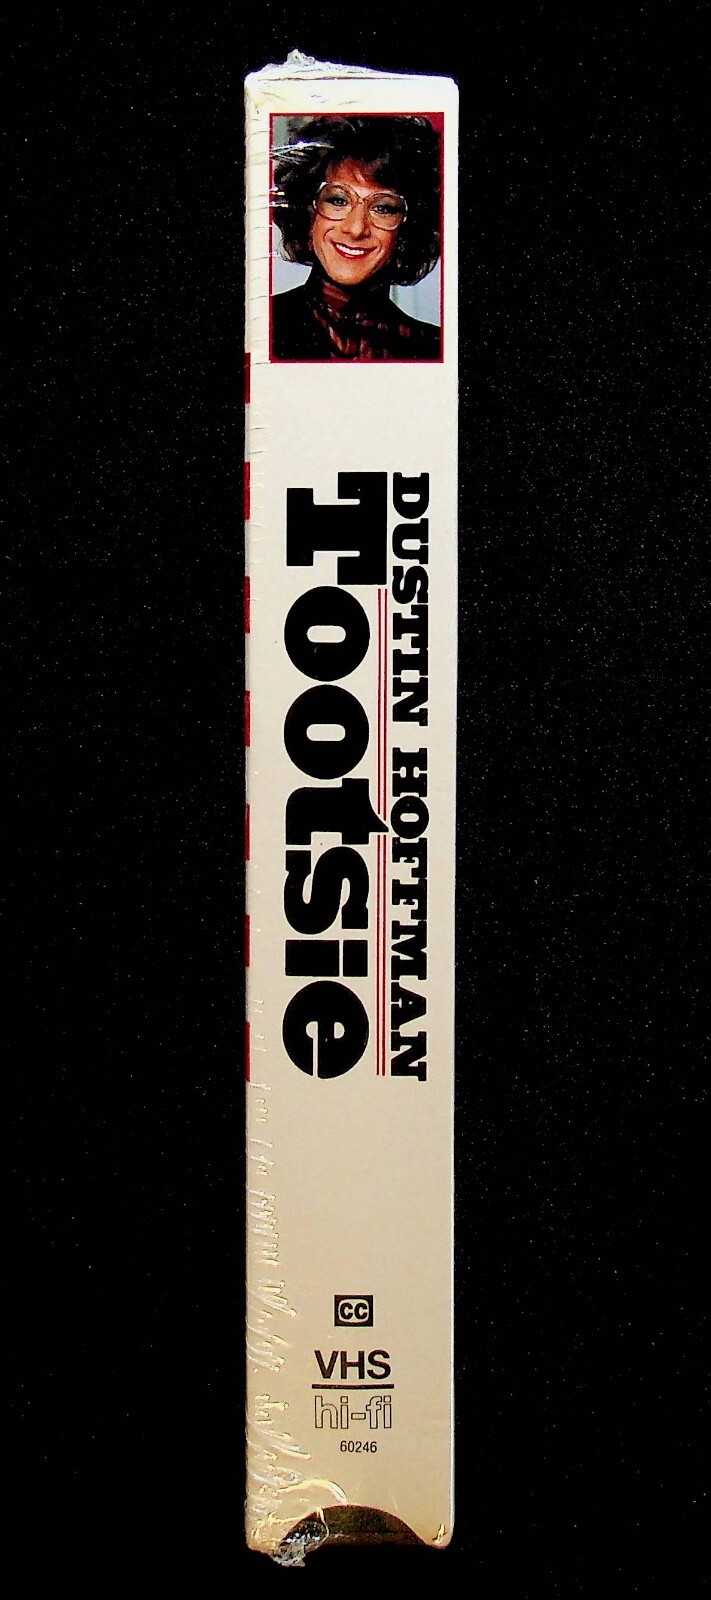 DUSTIN HOFFMAN
Tootsie
CC
VHS
hi-fi
60246